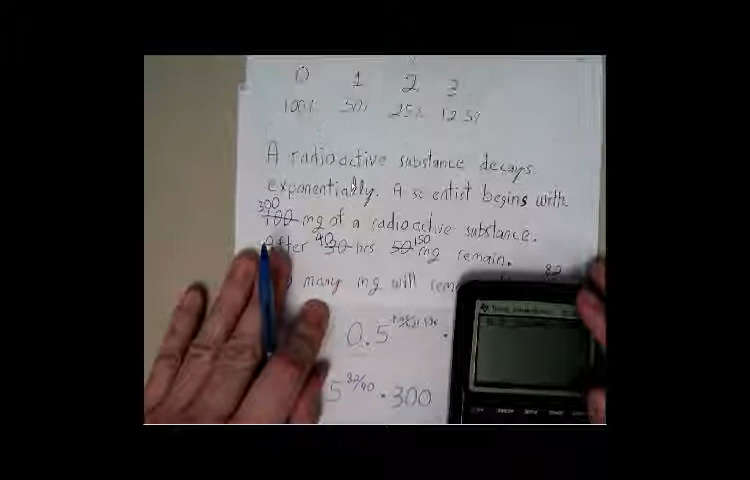 0 1 2 3
100% 50% 25% 12.5%
A radioactive substance decays
exponentially. A scientist begins with
300
100 mg of a radioactive substance.
After 40 30 hrs 50 150 mg remain.
many mg will rem 82
0.5 ·
5^82/40 · 300